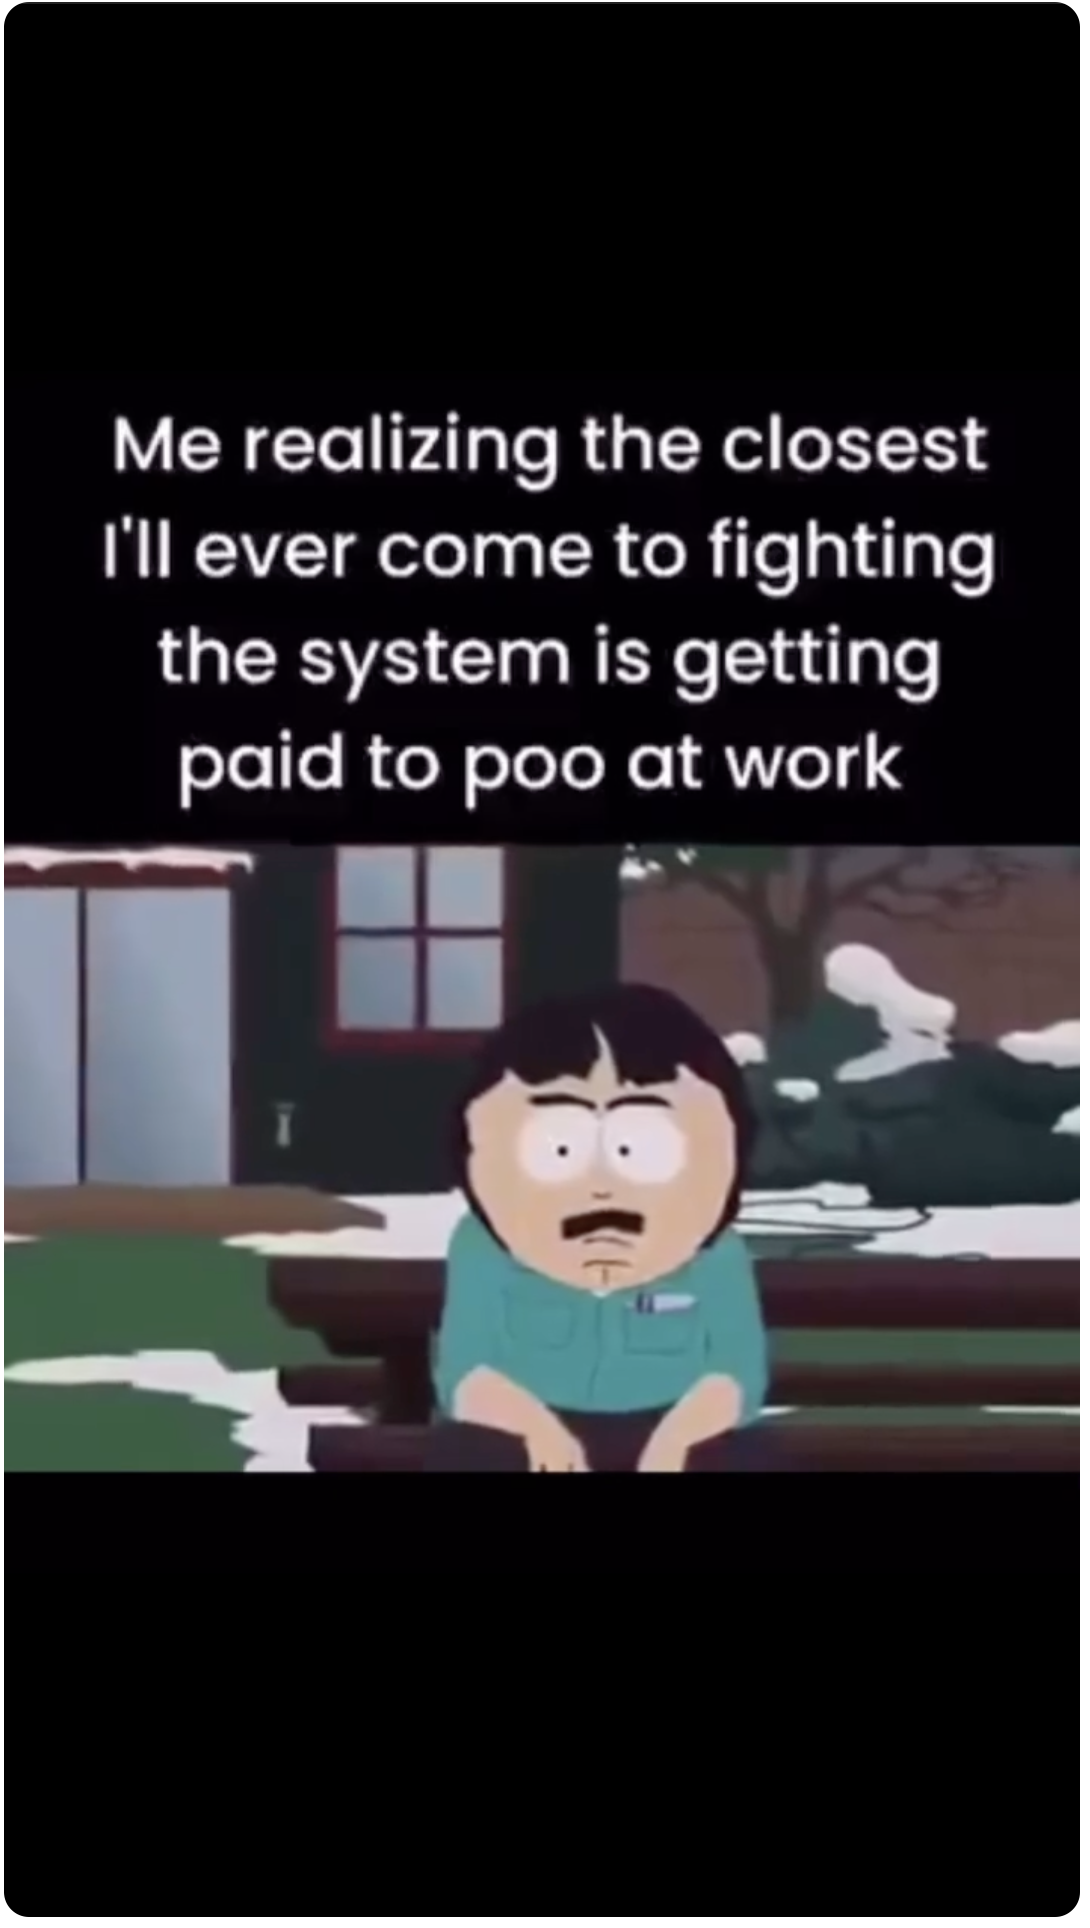 Me realizing the closest
I'll ever come to fighting
the system is getting
paid to poo at work